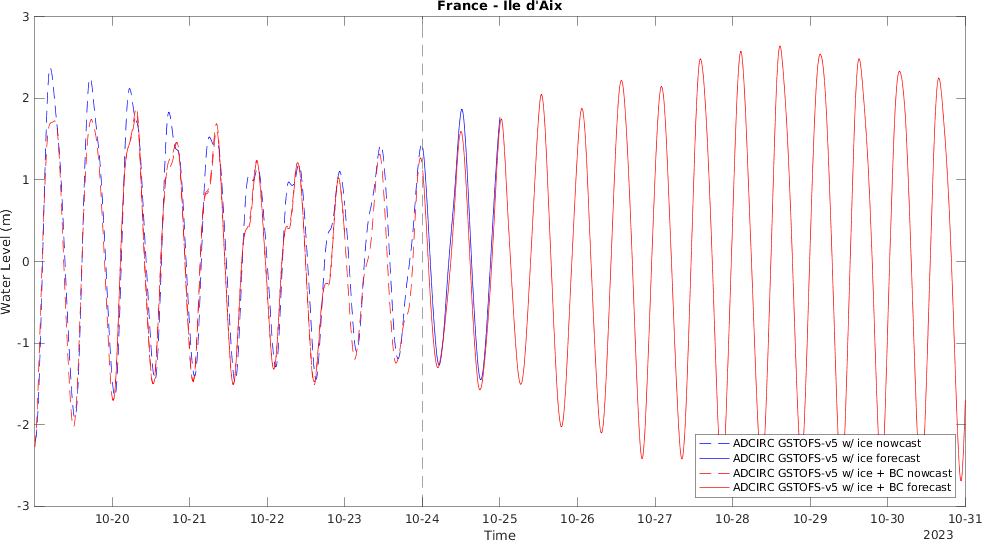 France - Ile d'Aix
3
2
1
0
-1
-2
-3
Water Level (m)
ADCIRC GSTOFS-v5 w/ ice nowcast
ADCIRC GSTOFS-v5 w/ ice forecast
ADCIRC GSTOFS-v5 w/ ice + BC nowcast
ADCIRC GSTOFS-v5 w/ ice + BC forecast
10-20 10-21 10-22 10-23 10-24 10-25 10-26 10-27 10-28 10-29 10-30 10-31
Time
2023